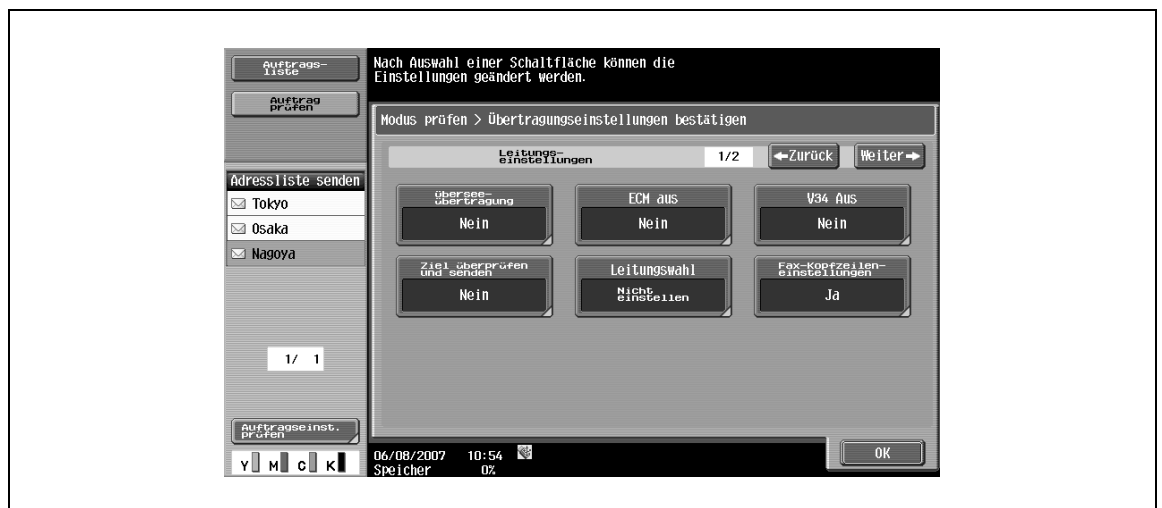 Auftrags-
liste
Auftrag
prüfen
Nach Auswahl einer Schaltfläche können die
Einstellungen geändert werden.
Modus prüfen > Übertragungseinstellungen bestätigen
Leitungs-
einstellungen
1/2
←Zurück
Weiter→
Adressliste senden
Tokyo
Osaka
Nagoya
übersee-
übertragung
Nein
ECM aus
Nein
V34 Aus
Nein
Ziel überprüfen
und senden
Nein
Leitungswahl
Nicht
einstellen
Fax-Kopfzeilen-
einstellungen
Ja
1/ 1
Auftragseinst.
prüfen
Y M C K
06/08/2007 10:54
Speicher 0%
OK